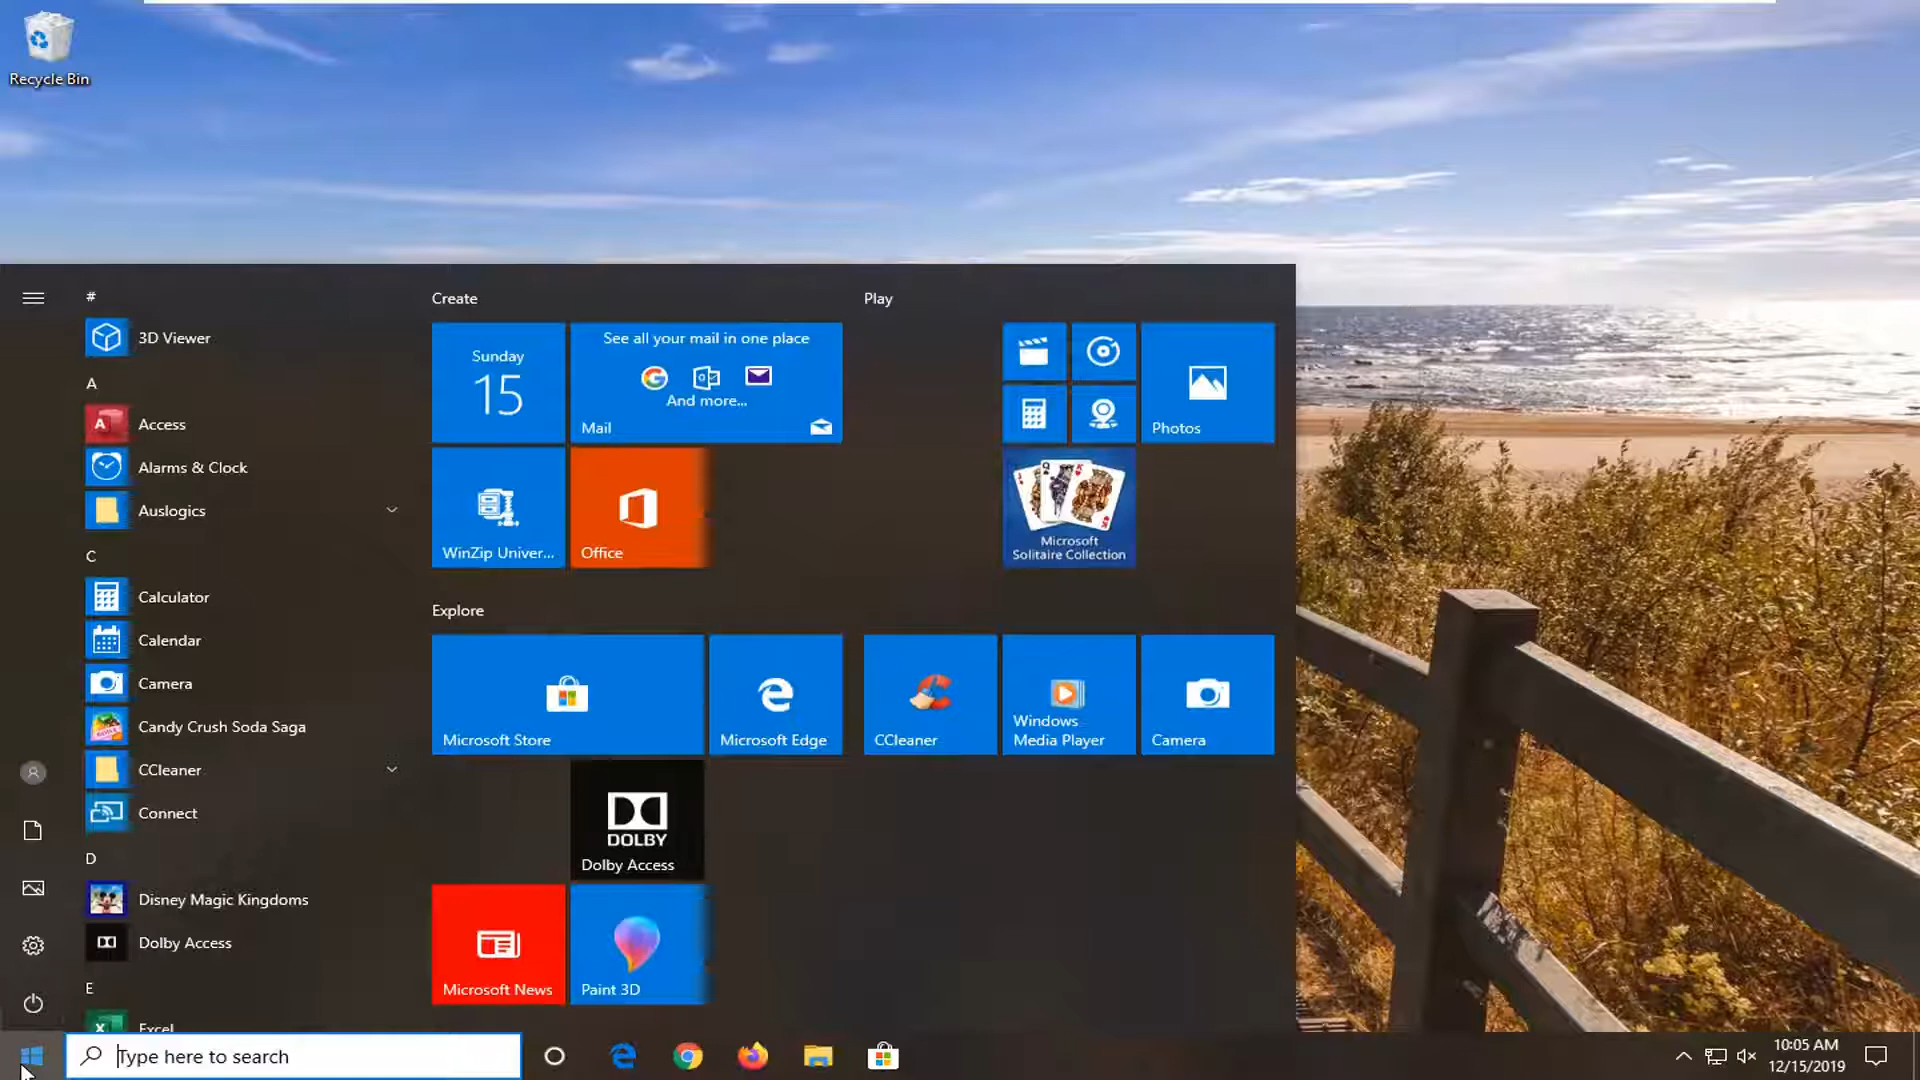 Recycle Bin
#
3D Viewer
A
Access
Alarms & Clock
Auslogics
C
Calculator
Calendar
Camera
Candy Crush Soda Saga
CCleaner
Connect
D
Disney Magic Kingdoms
Dolby Access
E
Excel
Create
Sunday
15
See all your mail in one place
And more...
Mail
WinZip Univer...
Office
Explore
Microsoft Store
Microsoft Edge
DOLBY
Dolby Access
Microsoft News
Paint 3D
Play
Photos
Microsoft
Solitaire Collection
CCleaner
Windows
Media Player
Camera
Type here to search
10:05 AM
12/15/2019